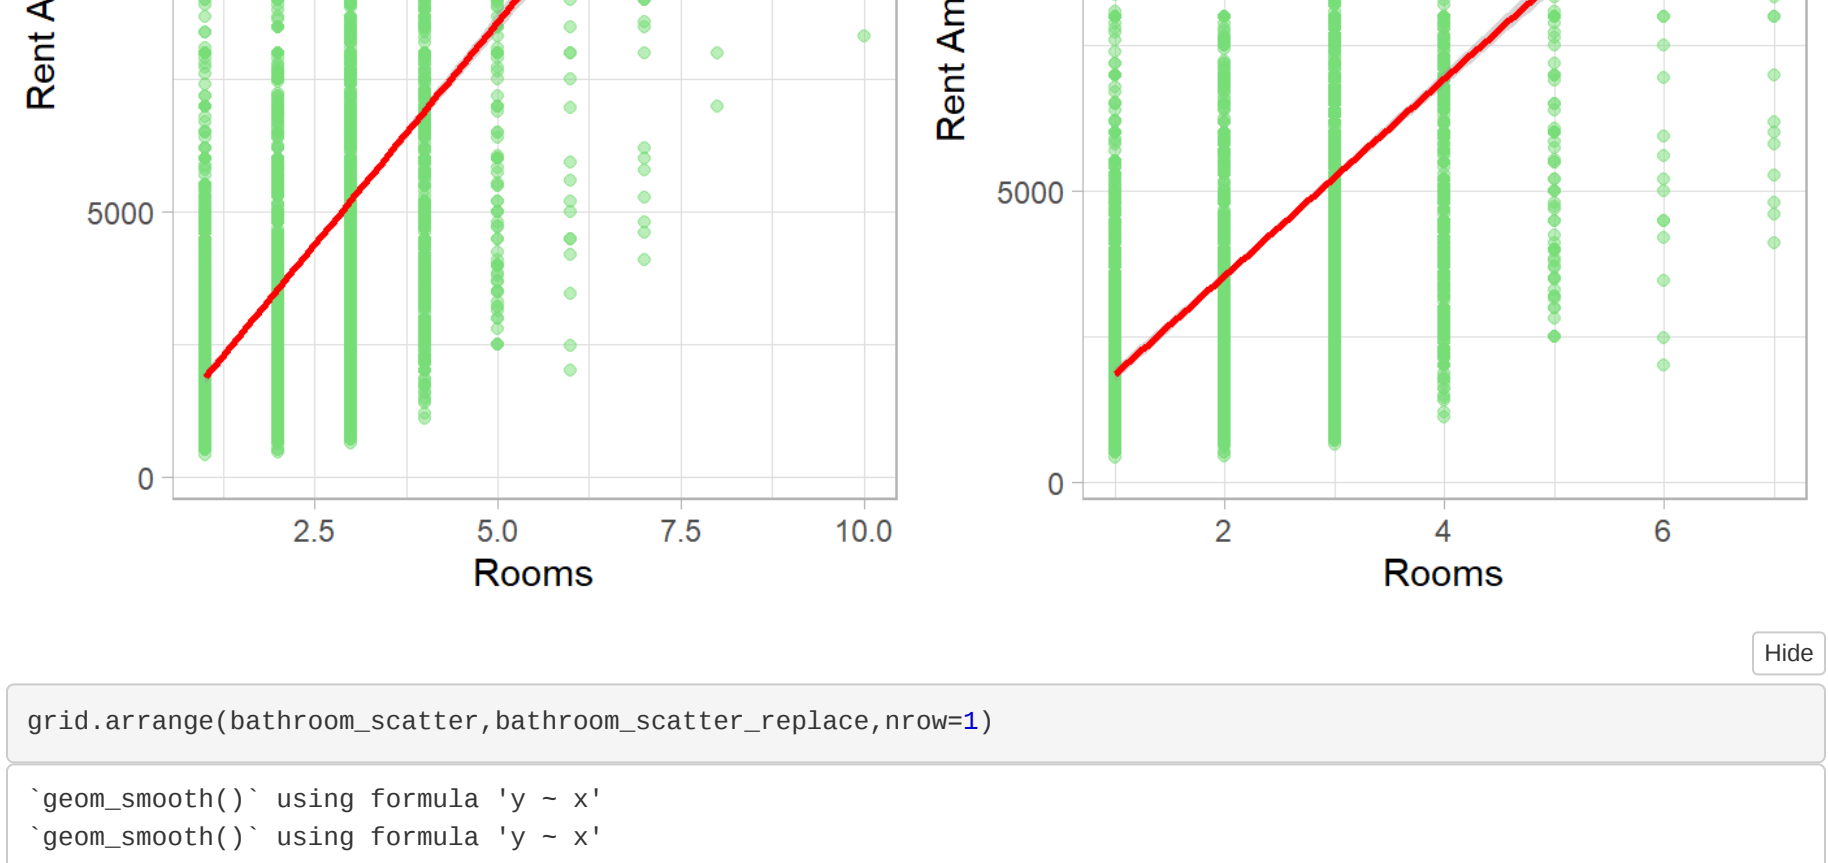 Rent A
5000
0
2.5 5.0 7.5 10.0
Rooms
Rent Am
5000
0
2 4 6
Rooms
Hide
grid.arrange(bathroom_scatter,bathroom_scatter_replace,nrow=1)
`geom_smooth()` using formula 'y ~ x'
`geom_smooth()` using formula 'y ~ x'